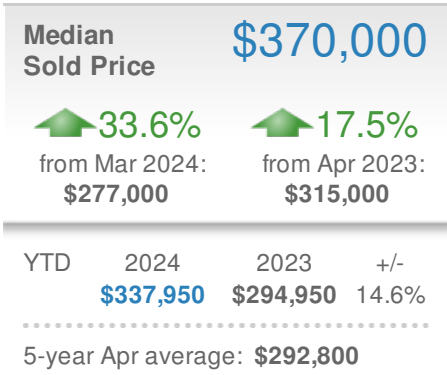 Median
Sold Price
$370,000
33.6%
from Mar 2024:
$277,000
17.5%
from Apr 2023:
$315,000
YTD 2024 2023 +/-
$337,950 $294,950 14.6%
5-year Apr average: $292,800